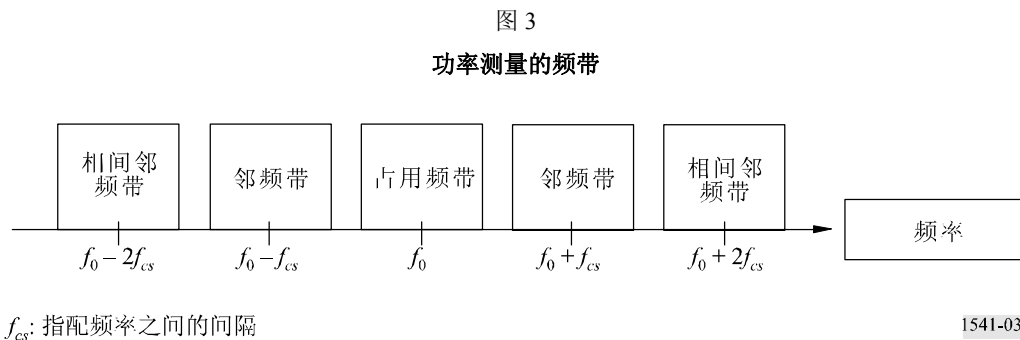 图 3
功率测量的频带
相间邻
频带
邻频带
占用频带
邻频带
相间邻
频带
频率
f0 – 2fcs
f0 – fcs
f0
f0 + fcs
f0 + 2fcs
fcs: 指配频率之间的间隔
1541-03